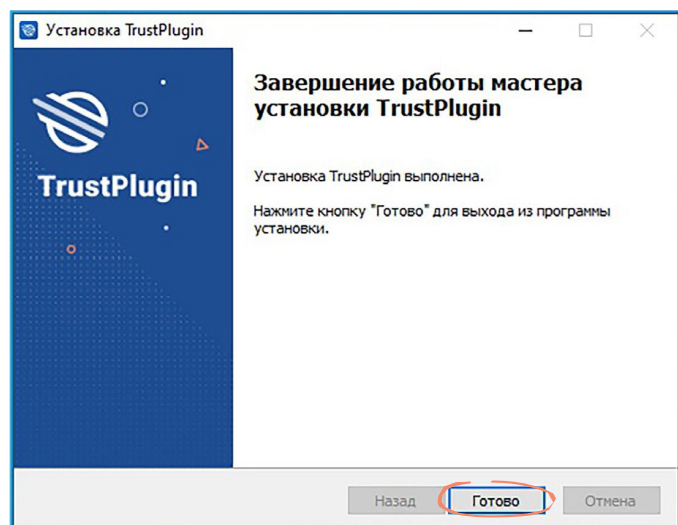 Установка TrustPlugin
Завершение работы мастера
установки TrustPlugin
TrustPlugin
Установка TrustPlugin выполнена.
Нажмите кнопку "Готово" для выхода из программы
установки.
Назад
Готово
Отмена